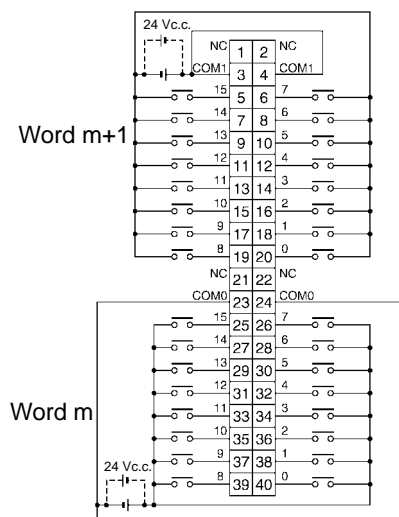 24 Vc.c.
NC 1 2 NC
COM1 3 4 COM1
15 5 6 7
14 7 8 6
13 9 10 5
Word m+1
12 11 12 4
11 13 14 3
10 15 16 2
9 17 18 1
8 19 20 0
NC 21 22 NC
COM0 23 24 COM0
15 25 26 7
14 27 28 6
13 29 30 5
12 31 32 4
Word m
11 33 34 3
10 35 36 2
9 37 38 1
24 Vc.c.
8 39 40 0